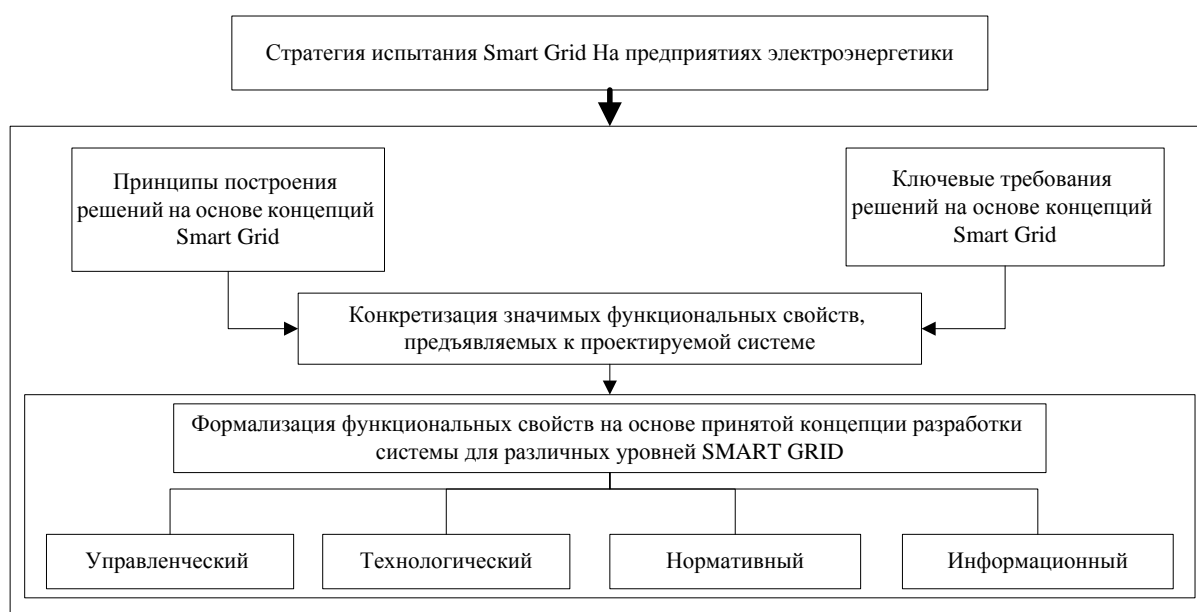 Стратегия испытания Smart Grid На предприятиях электроэнергетики
Принципы построения
решений на основе концепций
Smart Grid
Ключевые требования
решений на основе концепций
Smart Grid
Конкретизация значимых функциональных свойств,
предъявляемых к проектируемой системе
Формализация функциональных свойств на основе принятой концепции разработки
системы для различных уровней SMART GRID
Управленческий
Технологический
Нормативный
Информационный